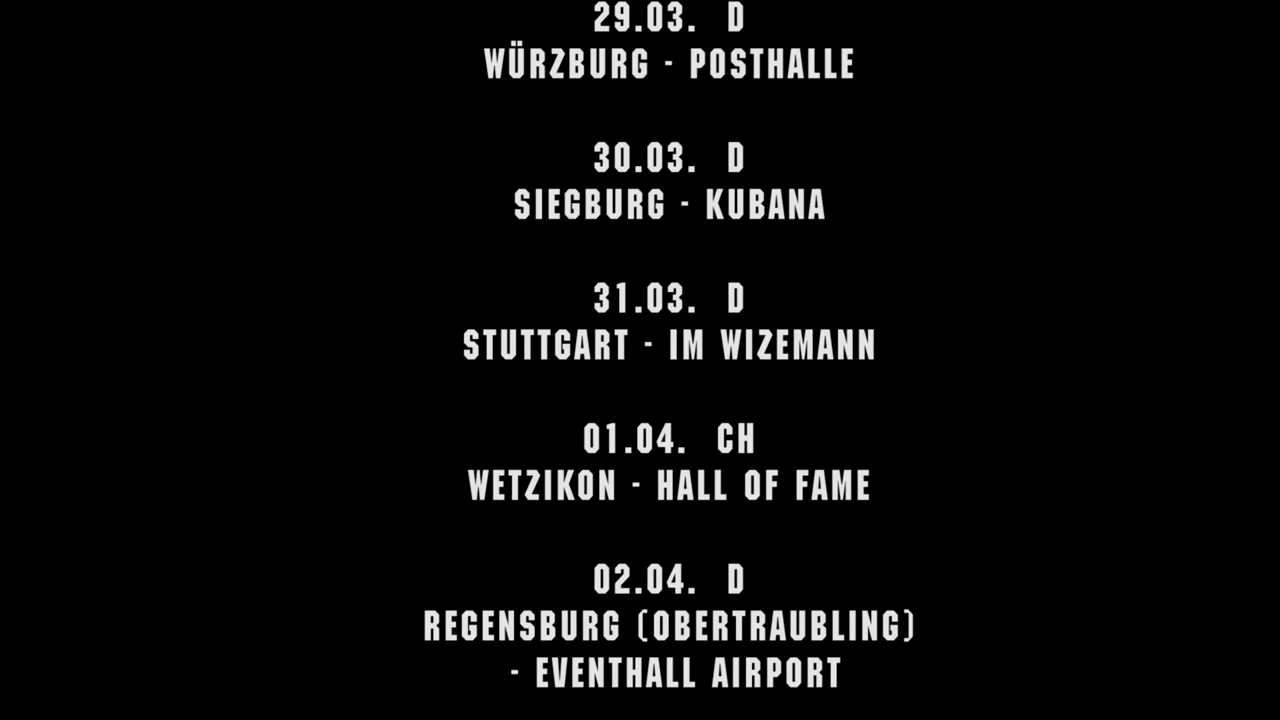 29.03. D
WÜRZBURG - POSTHALLE
30.03. D
SIEGBURG - KUBANA
31.03. D
STUTTGART - IM WIZEMANN
01.04. CH
WETZIKON - HALL OF FAME
02.04. D
REGENSBURG (OBERTRAUBLING)
- EVENTHALL AIRPORT